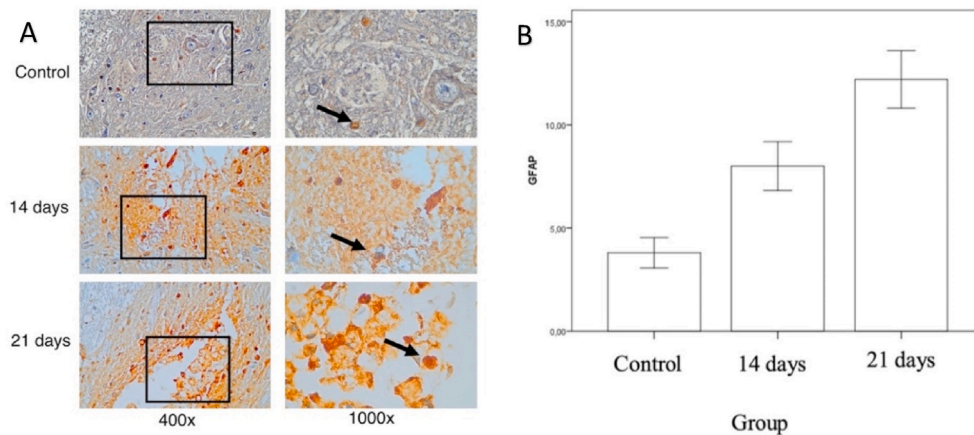 A
Control
14 days
21 days
400x
1000x
B
15,00
10,00
5,00
0,00
GFAP
Control
14 days
21 days
Group